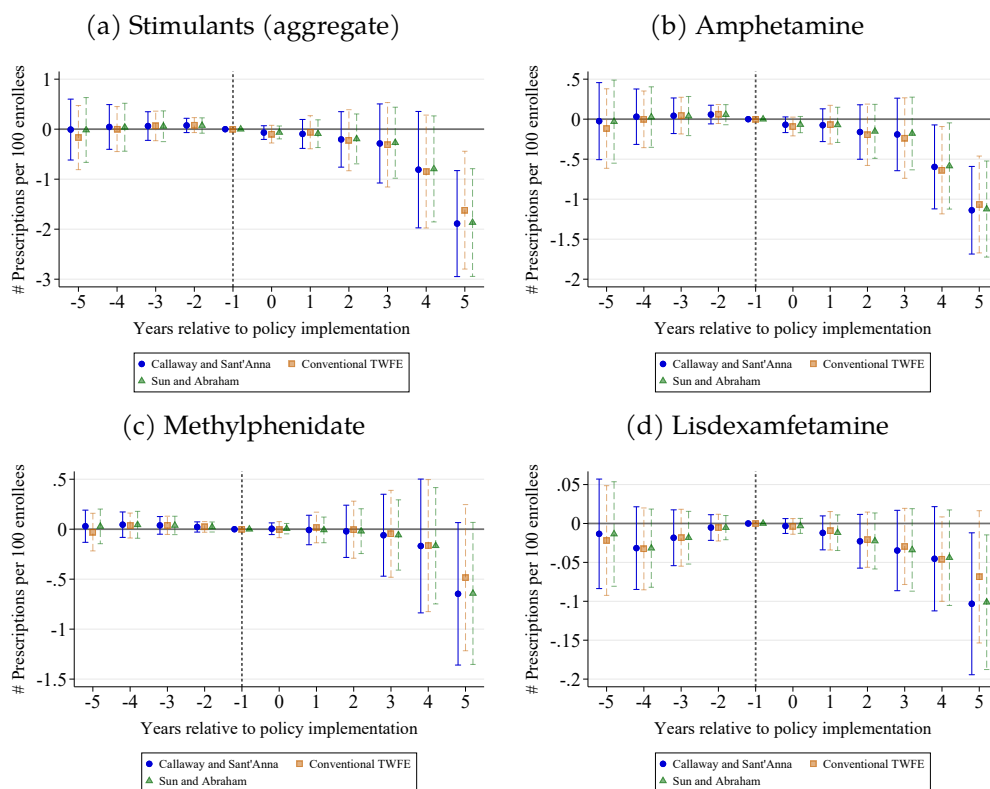 (a) Stimulants (aggregate)
# Prescriptions per 100 enrollees
1
0
-1
-2
-3
-5 -4 -3 -2 -1 0 1 2 3 4 5
Years relative to policy implementation
Callaway and Sant'Anna Conventional TWFE
Sun and Abraham
(b) Amphetamine
# Prescriptions per 100 enrollees
.5
0
-.5
-1
-1.5
-2
-5 -4 -3 -2 -1 0 1 2 3 4 5
Years relative to policy implementation
Callaway and Sant'Anna Conventional TWFE
Sun and Abraham
(c) Methylphenidate
# Prescriptions per 100 enrollees
.5
0
-.5
-1
-1.5
-5 -4 -3 -2 -1 0 1 2 3 4 5
Years relative to policy implementation
Callaway and Sant'Anna Conventional TWFE
Sun and Abraham
(d) Lisdexamfetamine
# Prescriptions per 100 enrollees
.05
0
-.05
-.1
-.15
-.2
-5 -4 -3 -2 -1 0 1 2 3 4 5
Years relative to policy implementation
Callaway and Sant'Anna Conventional TWFE
Sun and Abraham